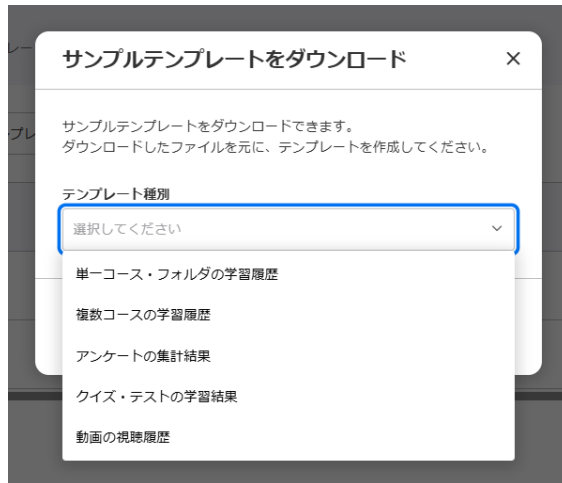 サンプルテンプレートをダウンロード
サンプルテンプレートをダウンロードできます。
ダウンロードしたファイルを元に、テンプレートを作成してください。
テンプレート種別
選択してください
単一コース・フォルダの学習履歴
複数コースの学習履歴
アンケートの集計結果
クイズ・テストの学習結果
動画の視聴履歴